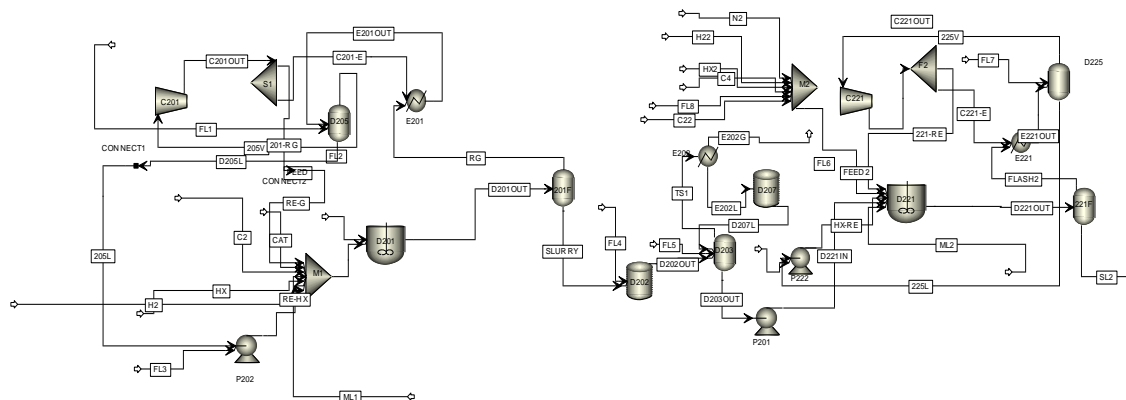 C221OUT
N2
E201OUT
H22
225V
C201OUT
C201-E
FL7
D225
HX2
C4
M2
F2
S1
C201
C221
E201
FL8
D205
C221-E
C22
FL1
E202G
221-RE
E221OUT
205V
201-RG
CONNECT1
FL2
RG
FL6
E221
D205L
FEED2
FLASH2
CONNECT2
TS1
D207
D201OUT
201F
D221
RE-G
E202L
D221OUT
221F
C2
CAT
D207L
HX-RE
D201
FL4
FL5
D203
ML2
SLURRY
D202OUT
D221IN
M1
P222
HX
D202
SL2
H2
RE-HX
D203OUT
225L
P201
P202
FL3
ML1